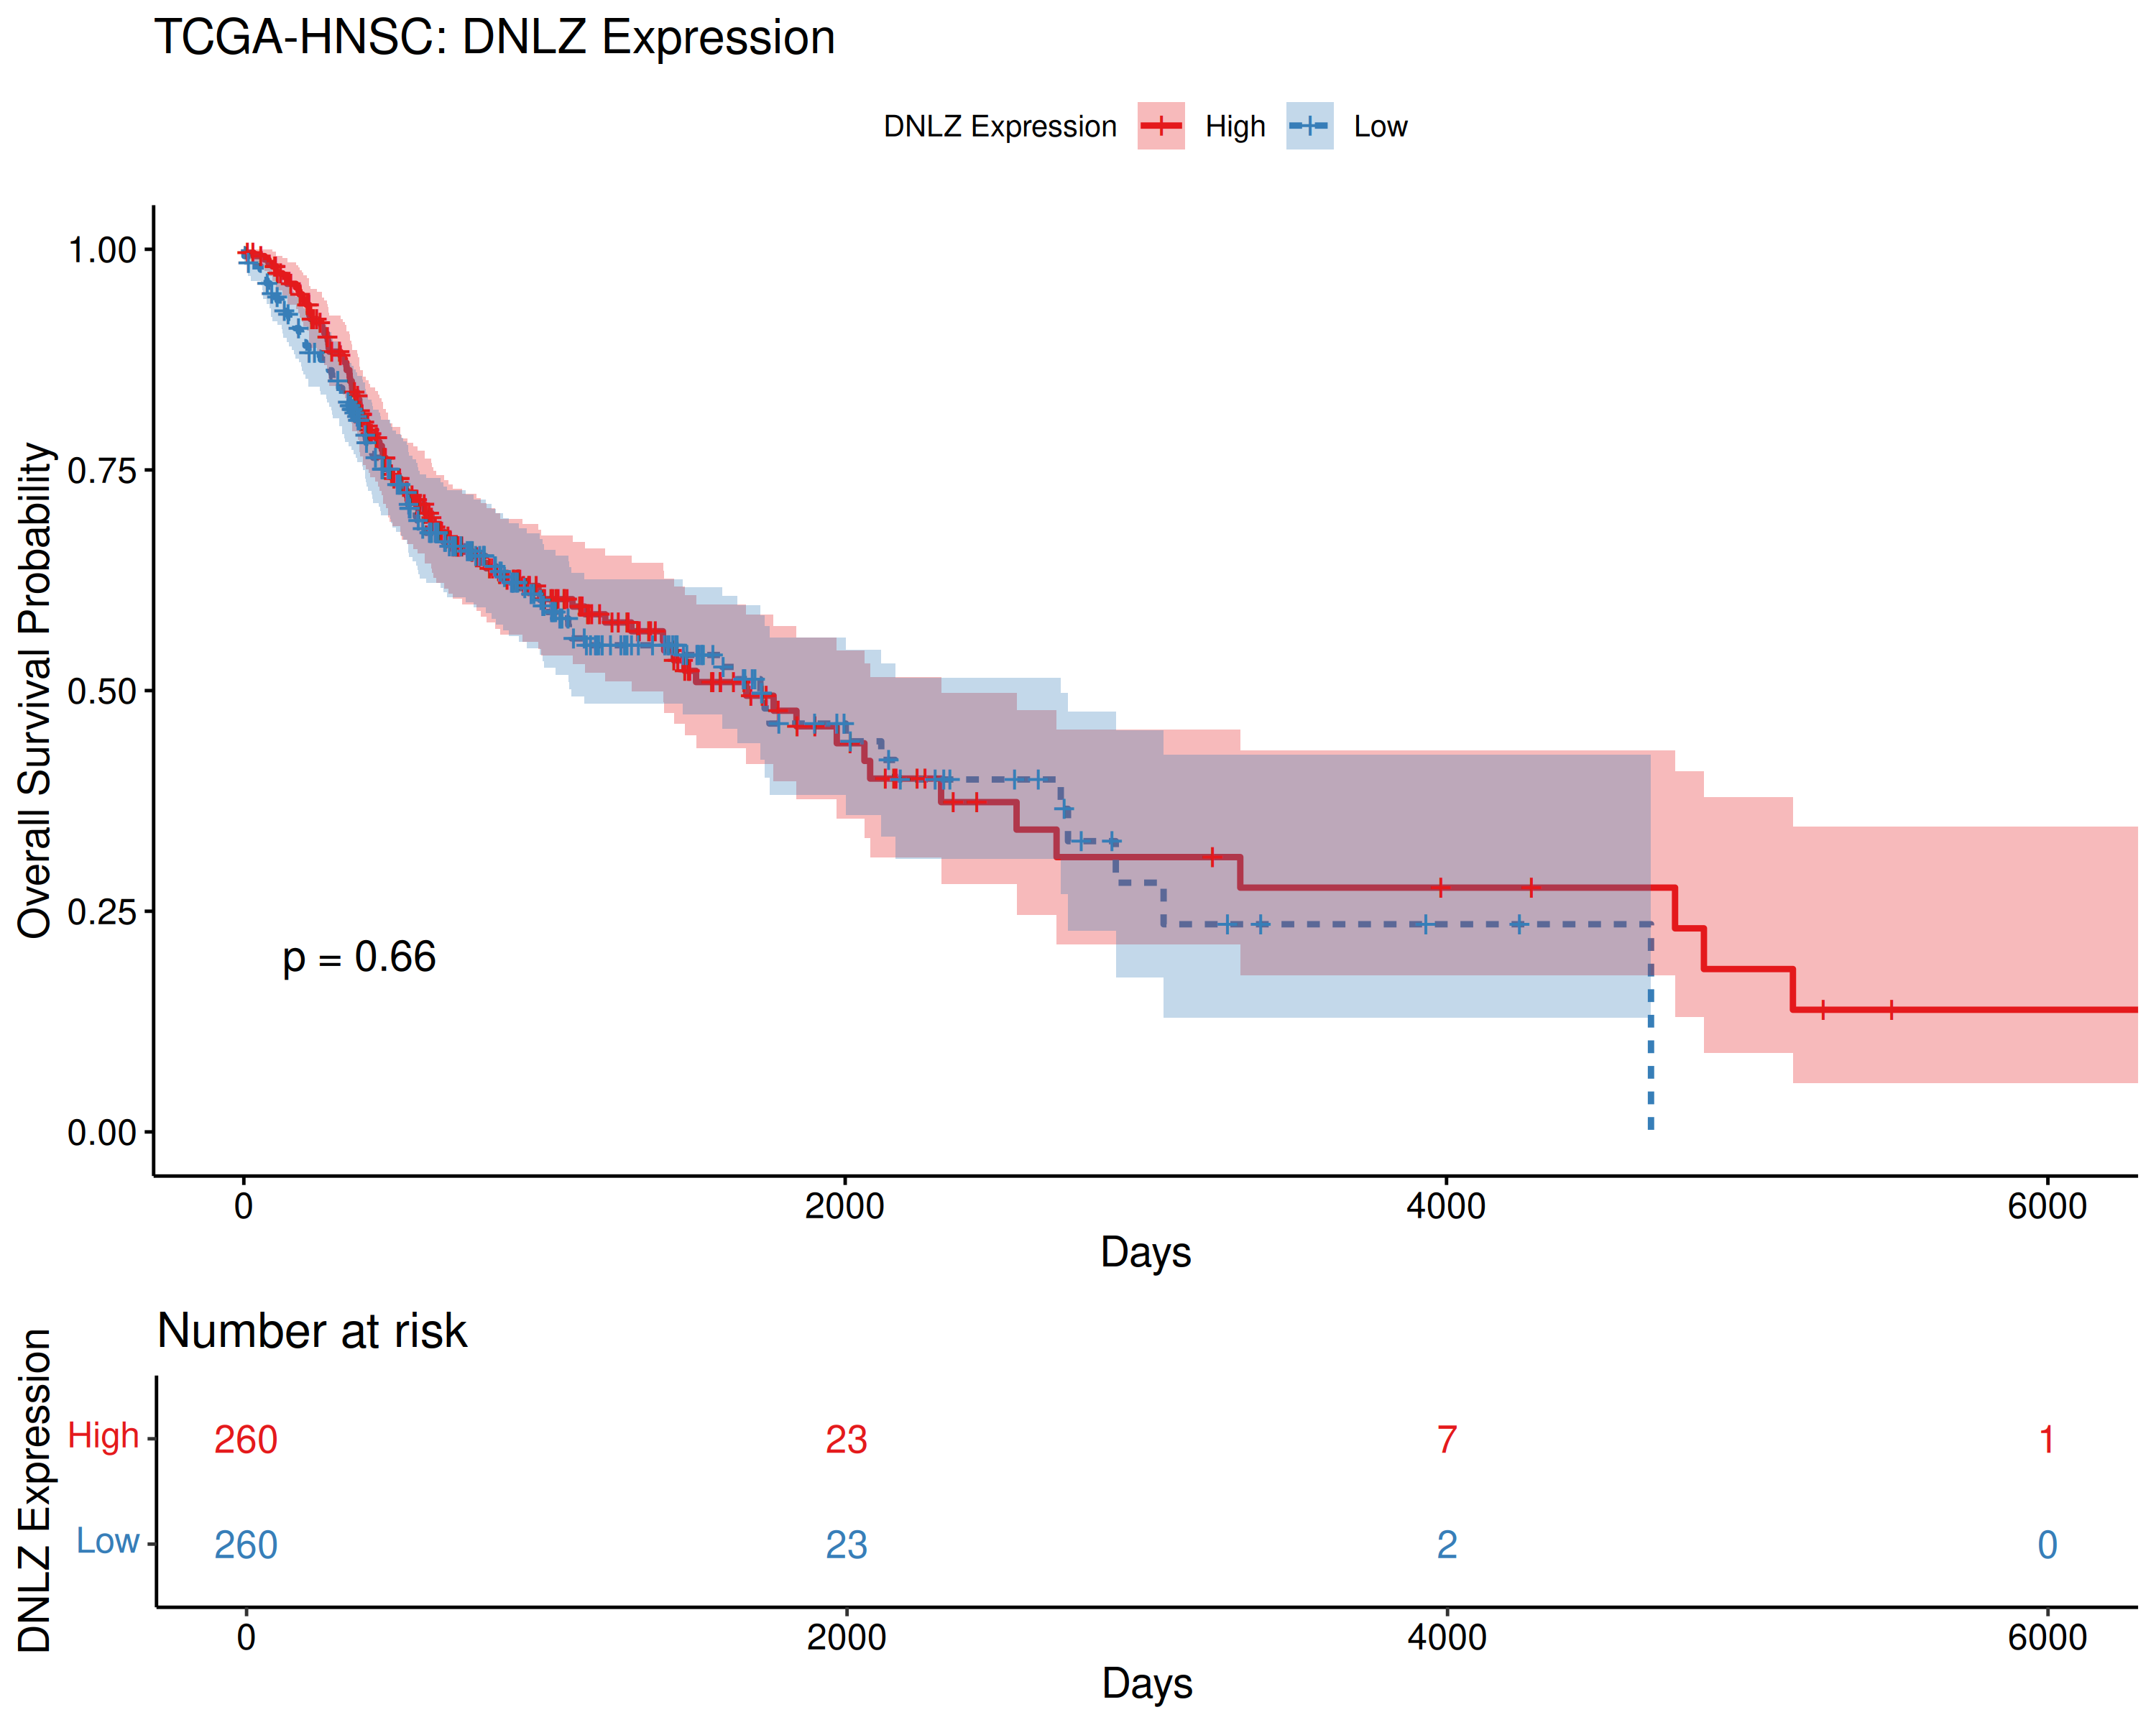 TCGA-HNSC: DNLZ Expression
DNLZ Expression High Low
Overall Survival Probability
1.00
0.75
0.50
0.25
0.00
p = 0.66
0 2000 4000 6000
Days
Number at risk
DNLZ Expression
High 260 23 7 1
Low 260 23 2 0
0 2000 4000 6000
Days